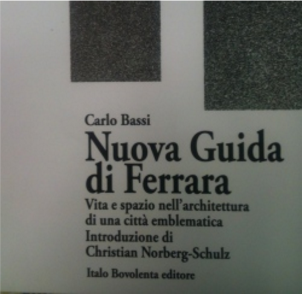 Carlo Bassi
Nuova Guida
di Ferrara
Vita e spazio nell'architettura
di una città emblematica
Introduzione di
Christian Norberg-Schulz
Italo Bovolenta editore